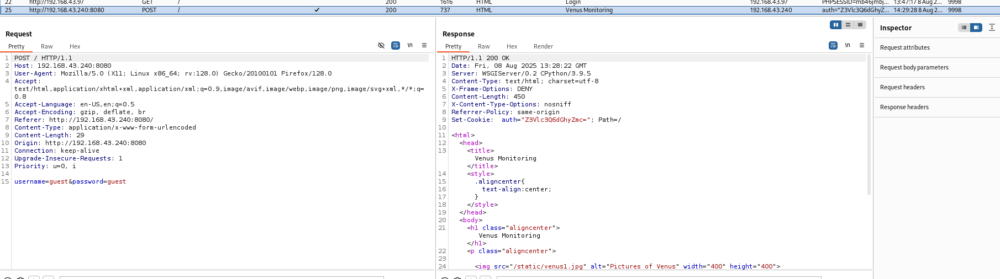 22 http://192.168.43.97 GET / 200 1616 HTML Login 192.168.43.97 PHPSESSID=mb46jmbj... 13:47:17 8 Aug 2... 9998
25 http://192.168.43.240:8080 POST / ✓ 200 737 HTML Venus Monitoring 192.168.43.240 auth="Z3Vlc3Q6dGhyZ... 14:29:28 8 Aug 2... 9998
Request
Pretty Raw Hex \n
1 POST / HTTP/1.1
2 Host: 192.168.43.240:8080
3 User-Agent: Mozilla/5.0 (X11; Linux x86_64; rv:128.0) Gecko/20100101 Firefox/128.0
4 Accept:
text/html,application/xhtml+xml,application/xml;q=0.9,image/avif,image/webp,image/png,image/svg+xml,*/*;q=
0.8
5 Accept-Language: en-US,en;q=0.5
6 Accept-Encoding: gzip, deflate, br
7 Referer: http://192.168.43.240:8080/
8 Content-Type: application/x-www-form-urlencoded
9 Content-Length: 29
10 Origin: http://192.168.43.240:8080
11 Connection: keep-alive
12 Upgrade-Insecure-Requests: 1
13 Priority: u=0, i
14
15 username=guest&password=guest
Response
Pretty Raw Hex Render \n
1 HTTP/1.1 200 OK
2 Date: Fri, 08 Aug 2025 13:28:22 GMT
3 Server: WSGIServer/0.2 CPython/3.9.5
4 Content-Type: text/html; charset=utf-8
5 X-Frame-Options: DENY
6 Content-Length: 450
7 X-Content-Type-Options: nosniff
8 Referrer-Policy: same-origin
9 Set-Cookie:  auth="Z3Vlc3Q6dGhyZmc="; Path=/
10
11 <html>
12 <head>
13 <title>
Venus Monitoring
</title>
14 <style>
15 .aligncenter{
16 text-align:center;
17 }
18 </style>
19 </head>
20 <body>
21 <h1 class="aligncenter">
Venus Monitoring
</h1>
22 <p class="aligncenter">
23
24 <img src="/static/venus1.jpg" alt="Pictures of Venus" width="400" height="400">
Inspector
Request attributes
Request body parameters
Request headers
Response headers